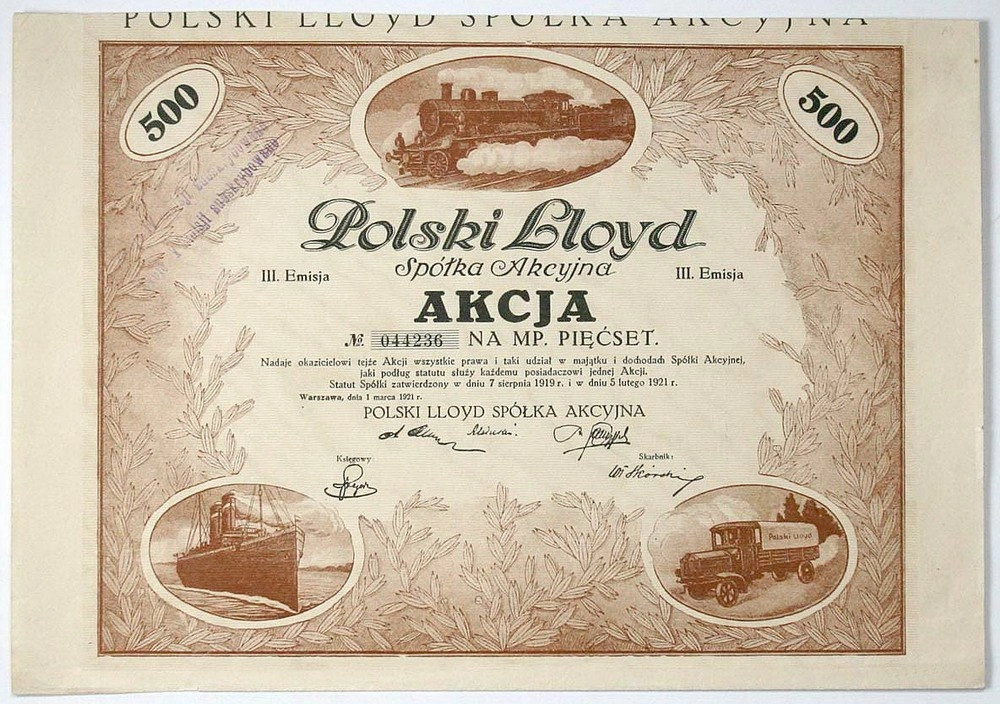 POLSKI LLOYD SPÓŁKA AKCYJNA
500
500
Polski Lloyd
Spółka Akcyjna
III. Emisja
III. Emisja
AKCJA
№ 044236 NA MP. PIĘĆSET.
Nadaje okazicielowi tejże Akcji wszystkie prawa i taki udział w majątku i dochodach Spółki Akcyjnej,
jaki podług statutu służy każdemu posiadaczowi jednej Akcji.
Statut Spółki zatwierdzony w dniu 7 sierpnia 1919 r. i w dniu 5 lutego 1921 r.
Warszawa, dnia 1 marca 1921 r.
POLSKI LLOYD SPÓŁKA AKCYJNA
Księgowy
Skarbnik:
Polski Lloyd